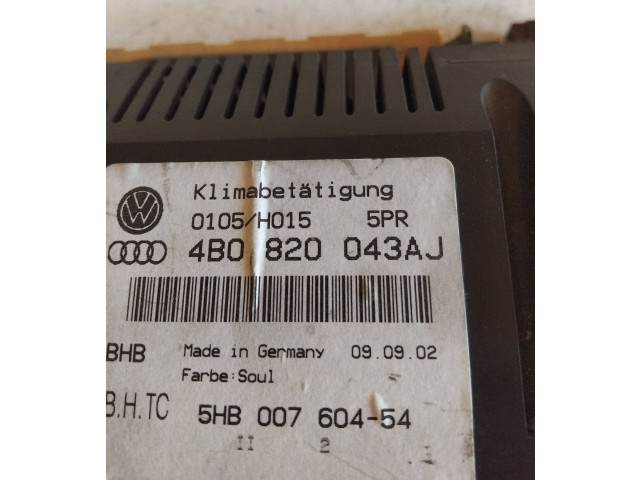 Klimabetätigung
0105/H015 5PR
4B0 820 043AJ
BHB Made in Germany 09.09.02
Farbe:Soul
B.H.TC 5HB 007 604-54
II 2